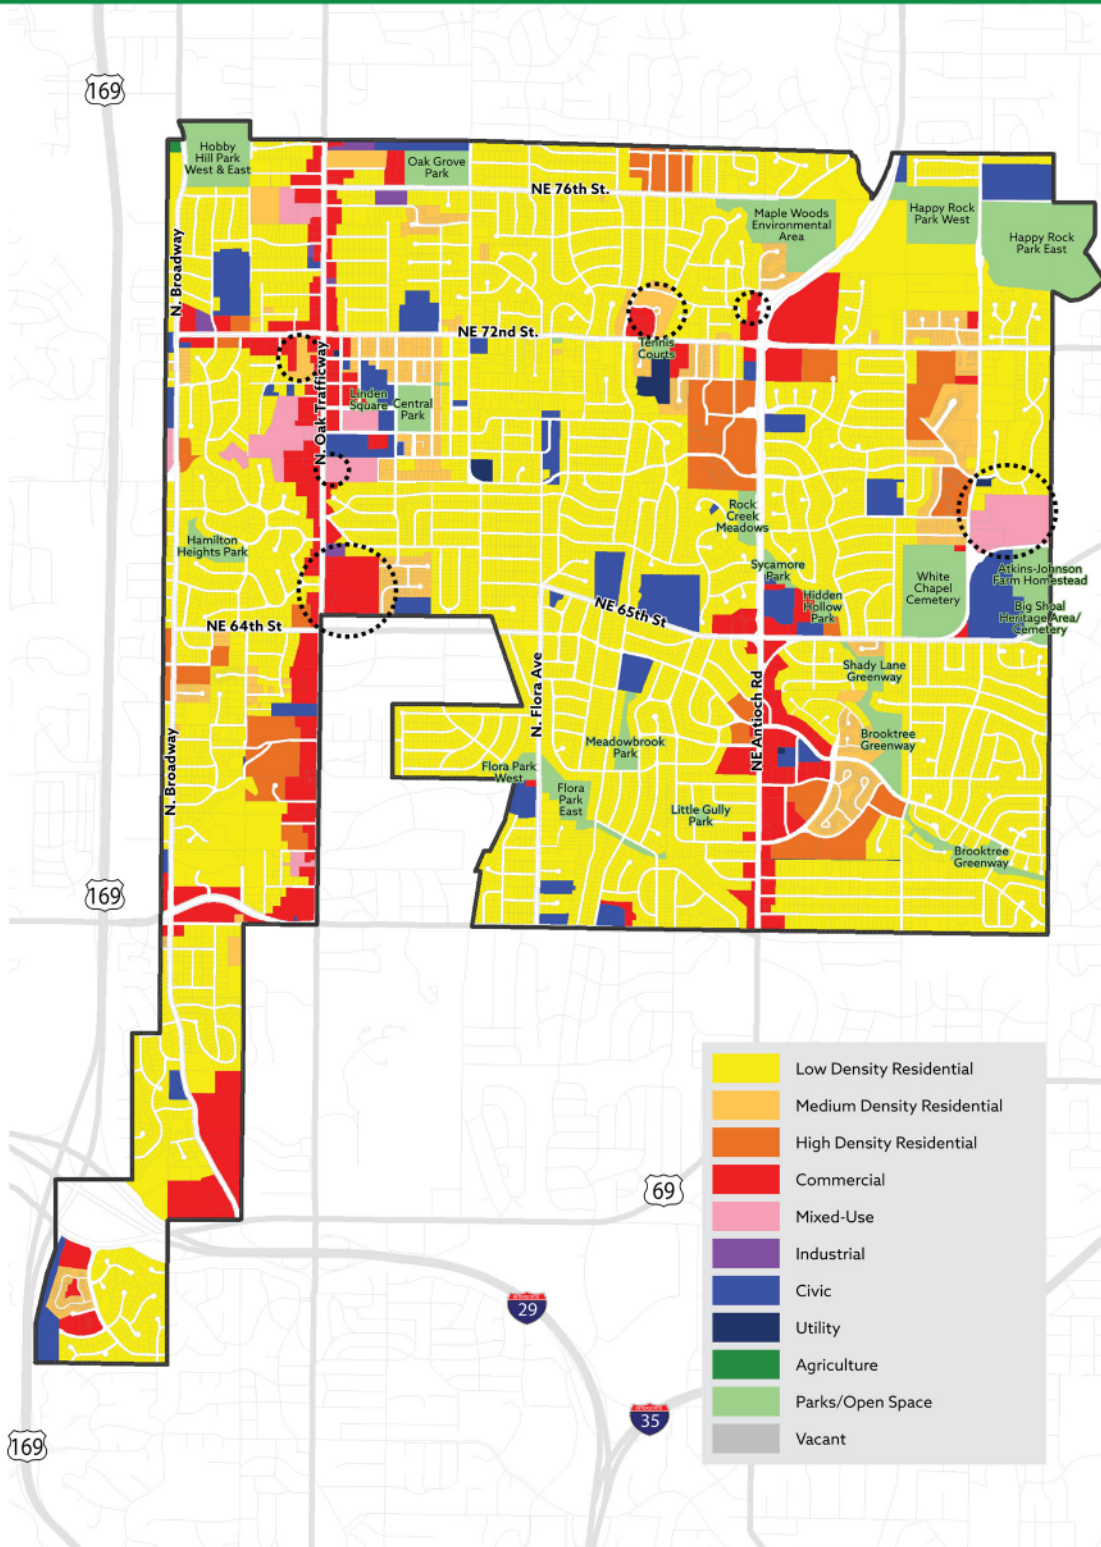 169
Hobby
Hill Park
West & East
Oak Grove
Park
NE 76th St.
Maple Woods
Environmental
Area
Happy Rock
Park West
Happy Rock
Park East
N. Broadway
NE 72nd St.
Tennis
Courts
N. Oak Trafficway
Linden
Square
Central
Park
Rock
Creek
Meadows
Hamilton
Heights Park
Sycamore
Park
White
Chapel
Cemetery
Atkins-Johnson
Farm Homestead
Hidden
Hollow
Park
Big Shoal
Heritage Area/
Cemetery
NE 65th St
NE 64th St
Shady Lane
Greenway
N. Flora Ave
NE Antioch Rd
Brooktree
Greenway
Meadowbrook
Park
N. Broadway
Flora Park
West
Flora
Park
East
Little Gully
Park
Brooktree
Greenway
169
Low Density Residential
Medium Density Residential
High Density Residential
Commercial
Mixed-Use
Industrial
Civic
Utility
Agriculture
Parks/Open Space
Vacant
69
29
35
169